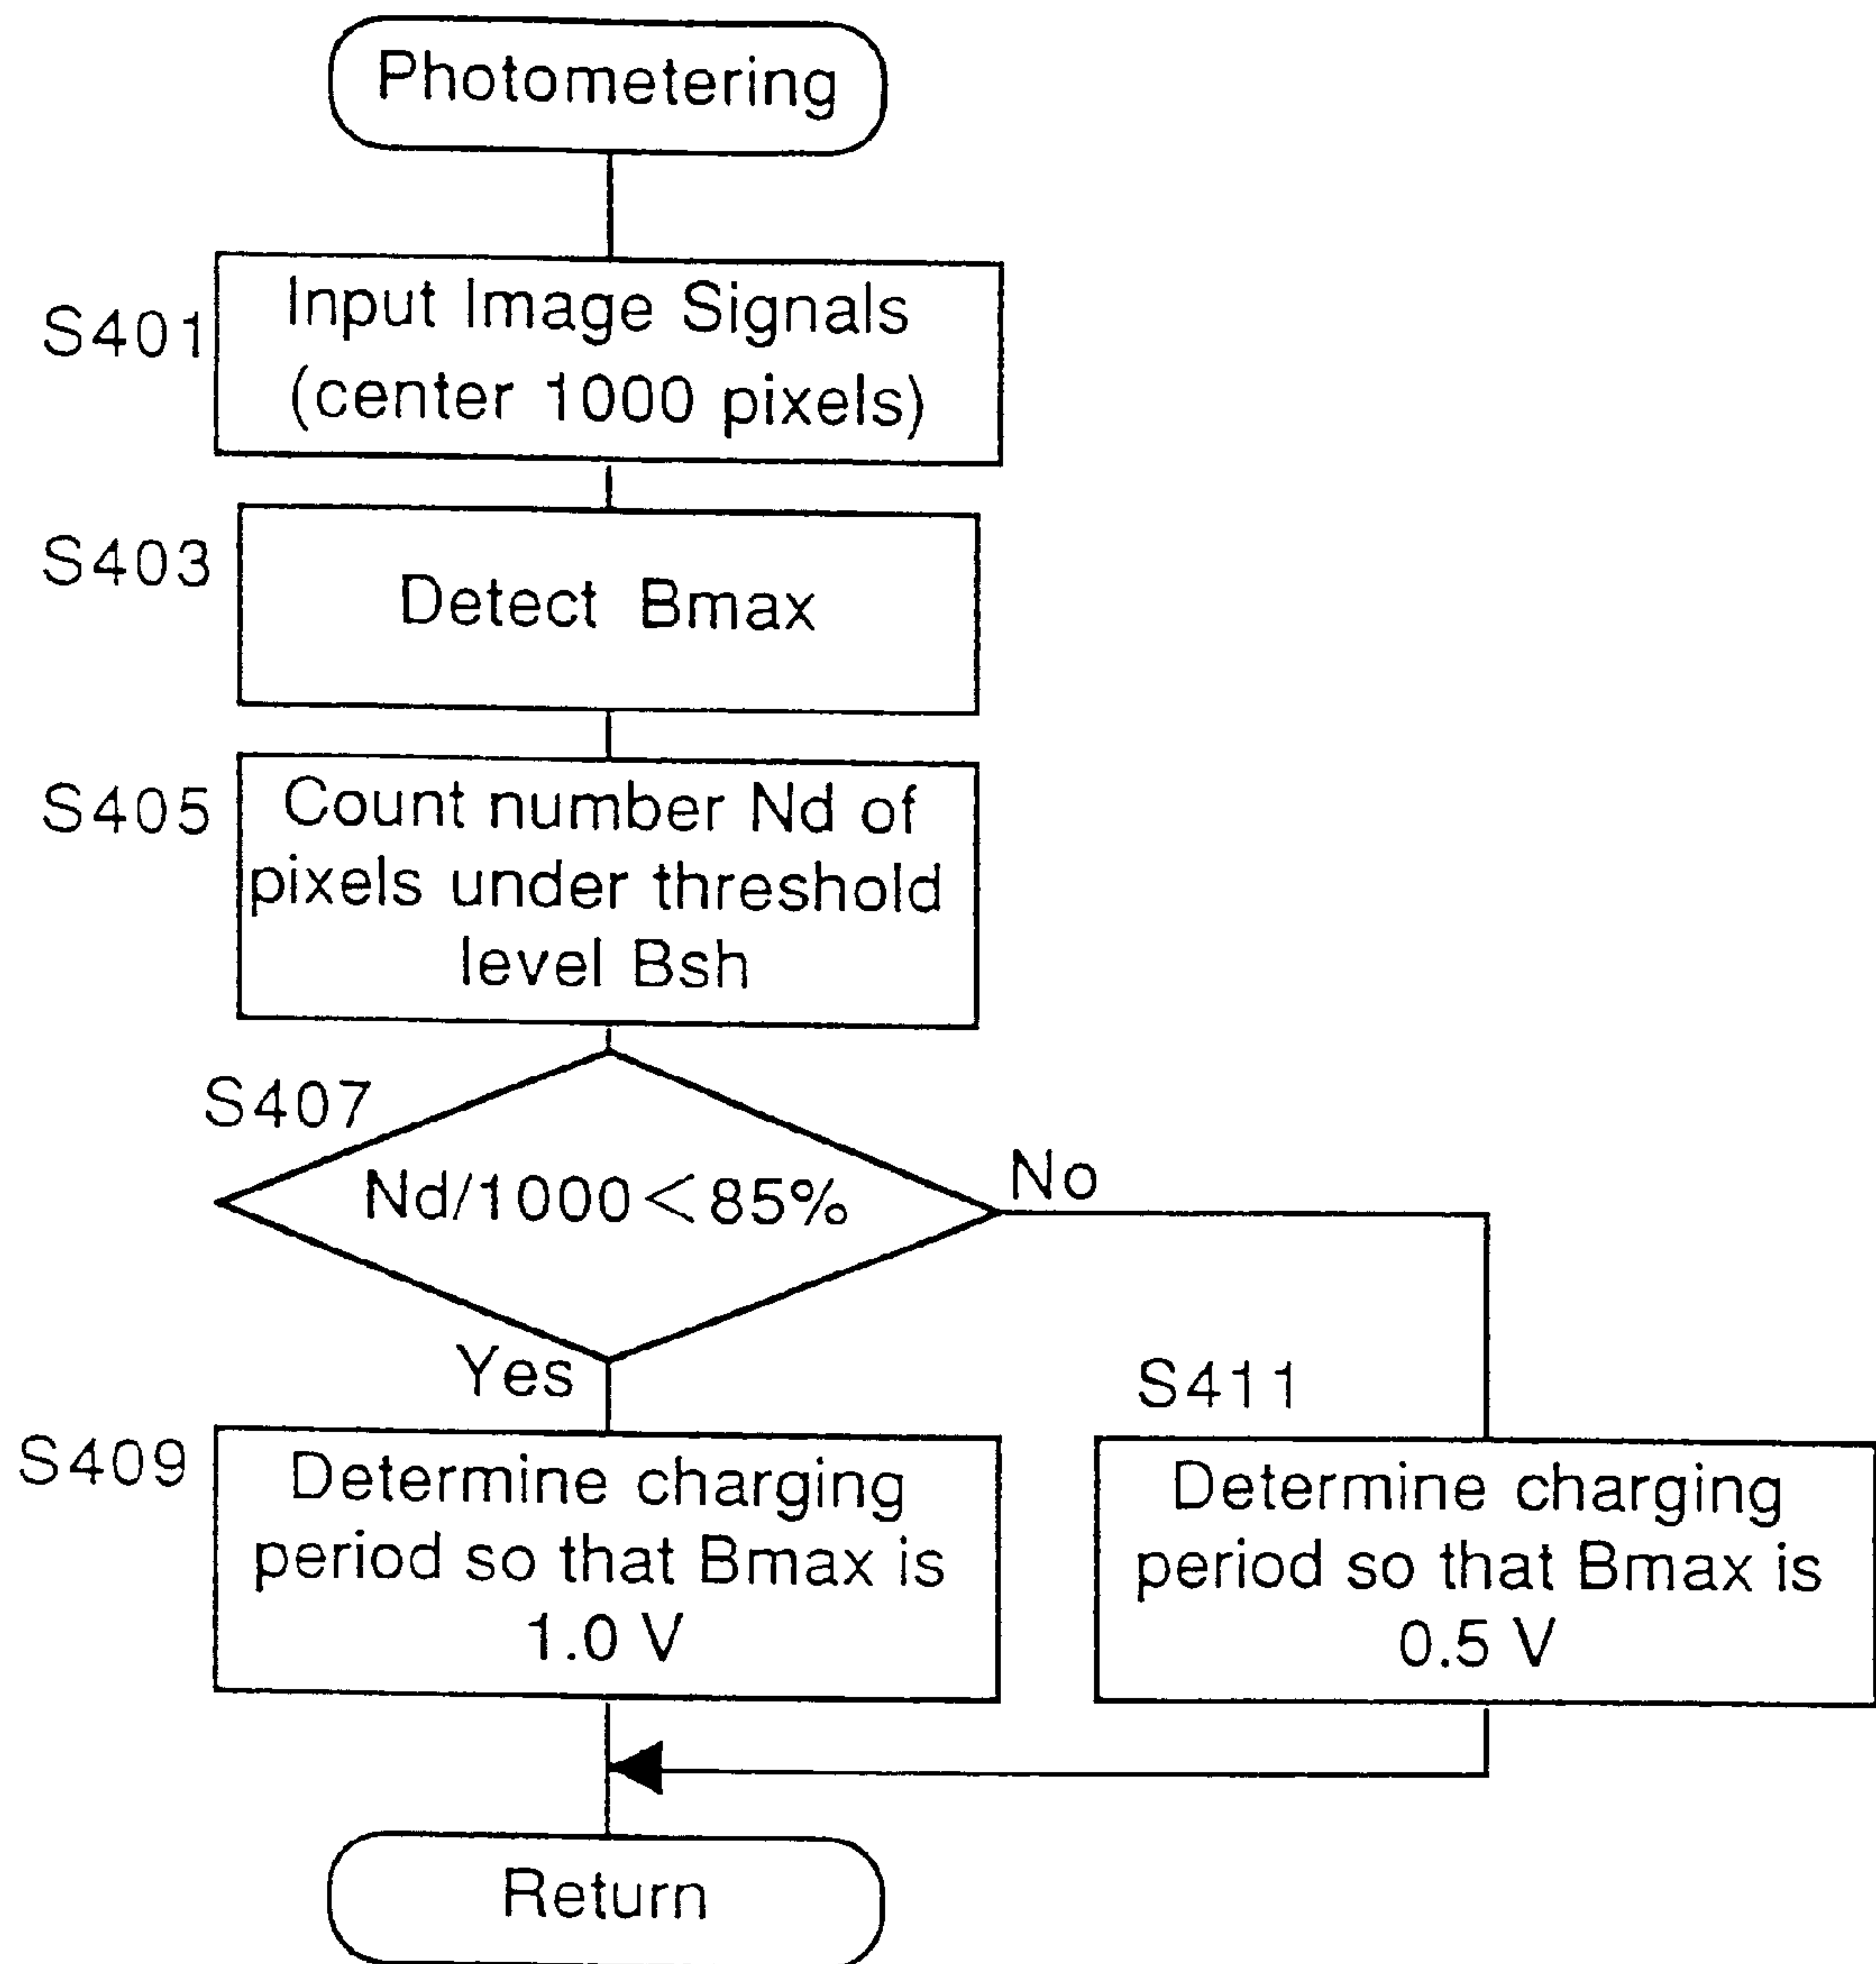 Photometering
S401
Input Image Signals
(center 1000 pixels)
S403
Detect Bmax
S405
Count number Nd of
pixels under threshold
level Bsh
S407
Nd/1000<85%
No
Yes
S409
Determine charging
period so that Bmax is
1.0 V
S411
Determine charging
period so that Bmax is
0.5 V
Return